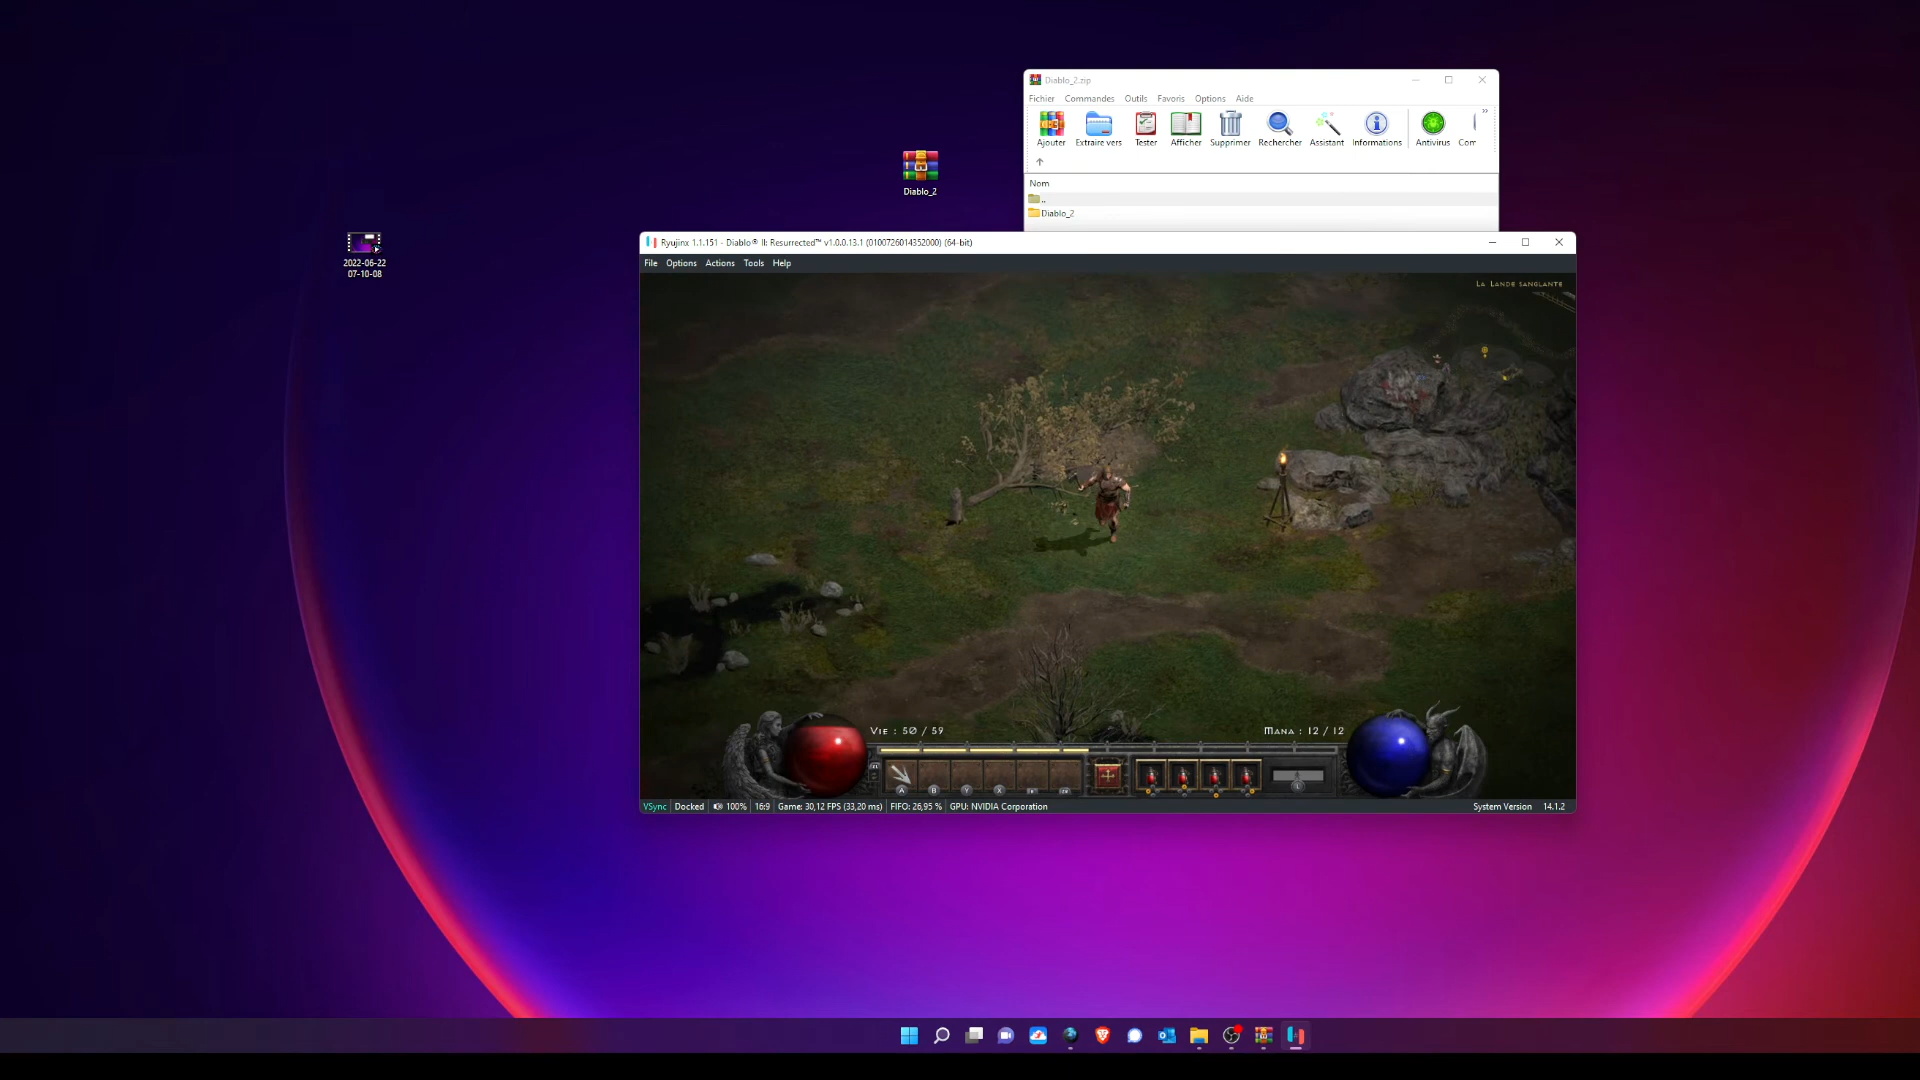 Diablo_2.zip
Fichier Commandes Outils Favoris Options Aide
Ajouter Extraire vers Tester Afficher Supprimer Rechercher Assistant Informations Antivirus Com
Nom
..
Diablo_2
Diablo_2
2022-06-22
07-10-08
Ryujinx 1.1.151 - Diablo® II: Resurrected™ v1.0.0.13.1 (0100726014352000) (64-bit)
File Options Actions Tools Help
La Lande sanglante
Vie : 50 / 59
Mana : 12 / 12
A B Y X
L
VSync Docked 100% 16:9 Game: 30,12 FPS (33,20 ms) FIFO: 26,95 % GPU: NVIDIA Corporation System Version 14.1.2